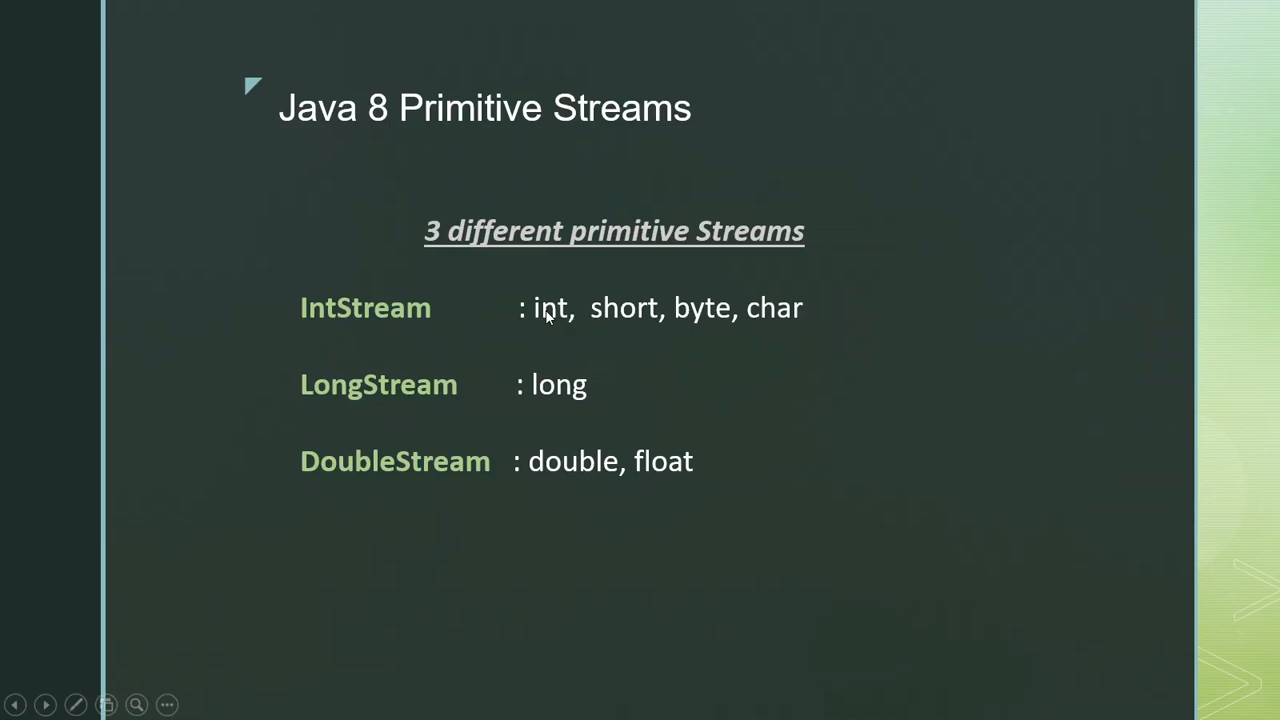 Java 8 Primitive Streams
3 different primitive Streams
IntStream : int, short, byte, char
LongStream : long
DoubleStream : double, float